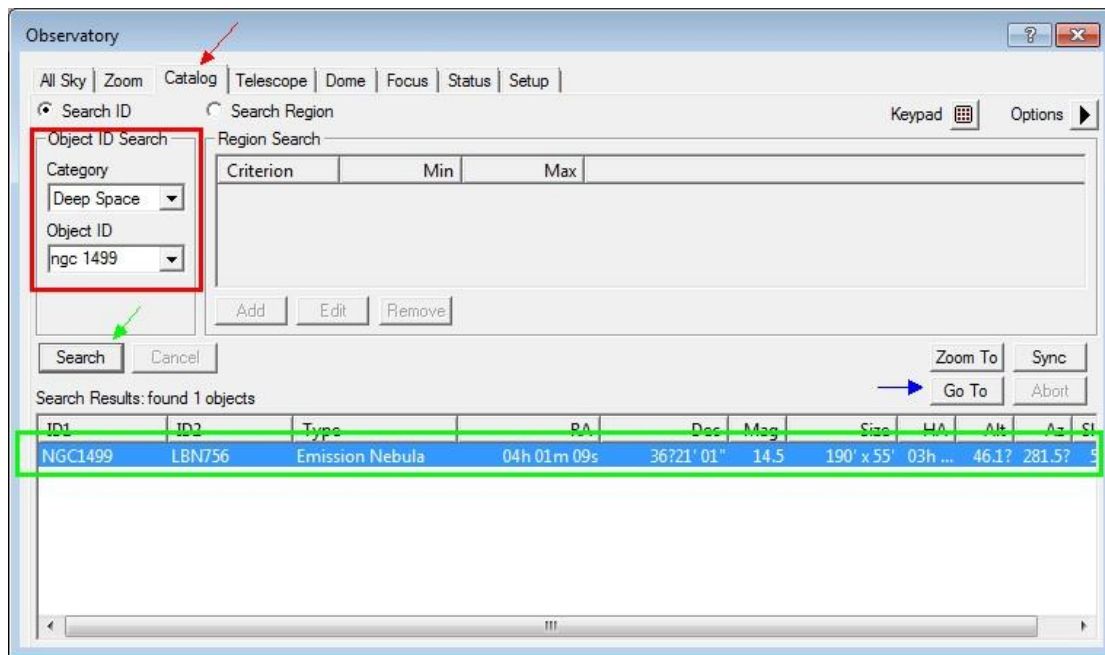 Observatory
All Sky Zoom Catalog Telescope Dome Focus Status Setup
Search ID Search Region Keypad Options
Object ID Search Region Search
Category Criterion Min Max
Deep Space
Object ID
ngc 1499
Add Edit Remove
Search Cancel Zoom To Sync
Go To Abort
Search Results: found 1 objects
ID1 ID2 Type RA Dec Mag Size HA Alt Az
NGC1499 LBN756 Emission Nebula 04h 01m 09s 36?21' 01" 14.5 190' x 55' 03h ... 46.1? 281.5? 5